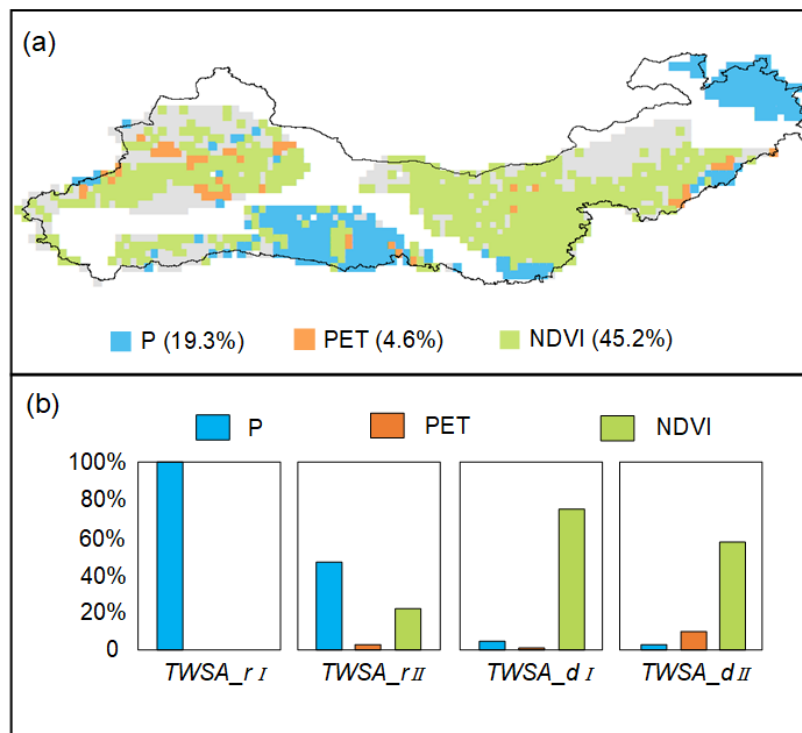 (a)
P (19.3%) PET (4.6%) NDVI (45.2%)
(b)
P PET NDVI
100%
80%
60%
40%
20%
0
TWSA_r I TWSA_r II TWSA_d I TWSA_d II